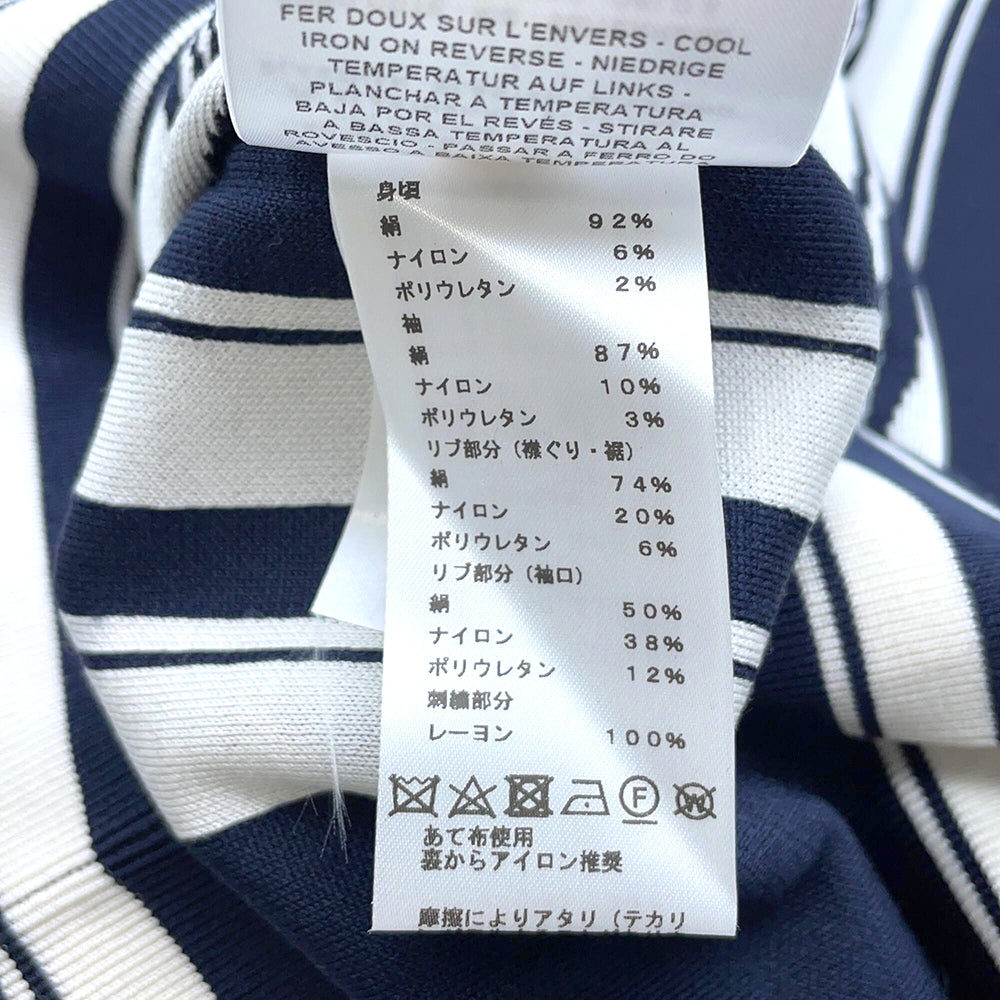 FER DOUX SUR L'ENVERS - COOL
IRON ON REVERSE - NIEDRIGE
TEMPERATUR AUF LINKS -
PLANCHAR A TEMPERATURA
BAJA POR EL REVÉS - STIRARE
A BASSA TEMPERATURA AL
ROVESCIO - PASSAR A FERRO DO
AVESSO A BAIXA TEMPERATURA
身頃
絹 92%
ナイロン 6%
ポリウレタン 2%
袖
絹 87%
ナイロン 10%
ポリウレタン 3%
リブ部分（襟ぐり・裾）
絹 74%
ナイロン 20%
ポリウレタン 6%
リブ部分（袖口）
絹 50%
ナイロン 38%
ポリウレタン 12%
刺繍部分
レーヨン 100%
F W
あて布使用
裏からアイロン推奨
摩擦によりアタリ（テカリ